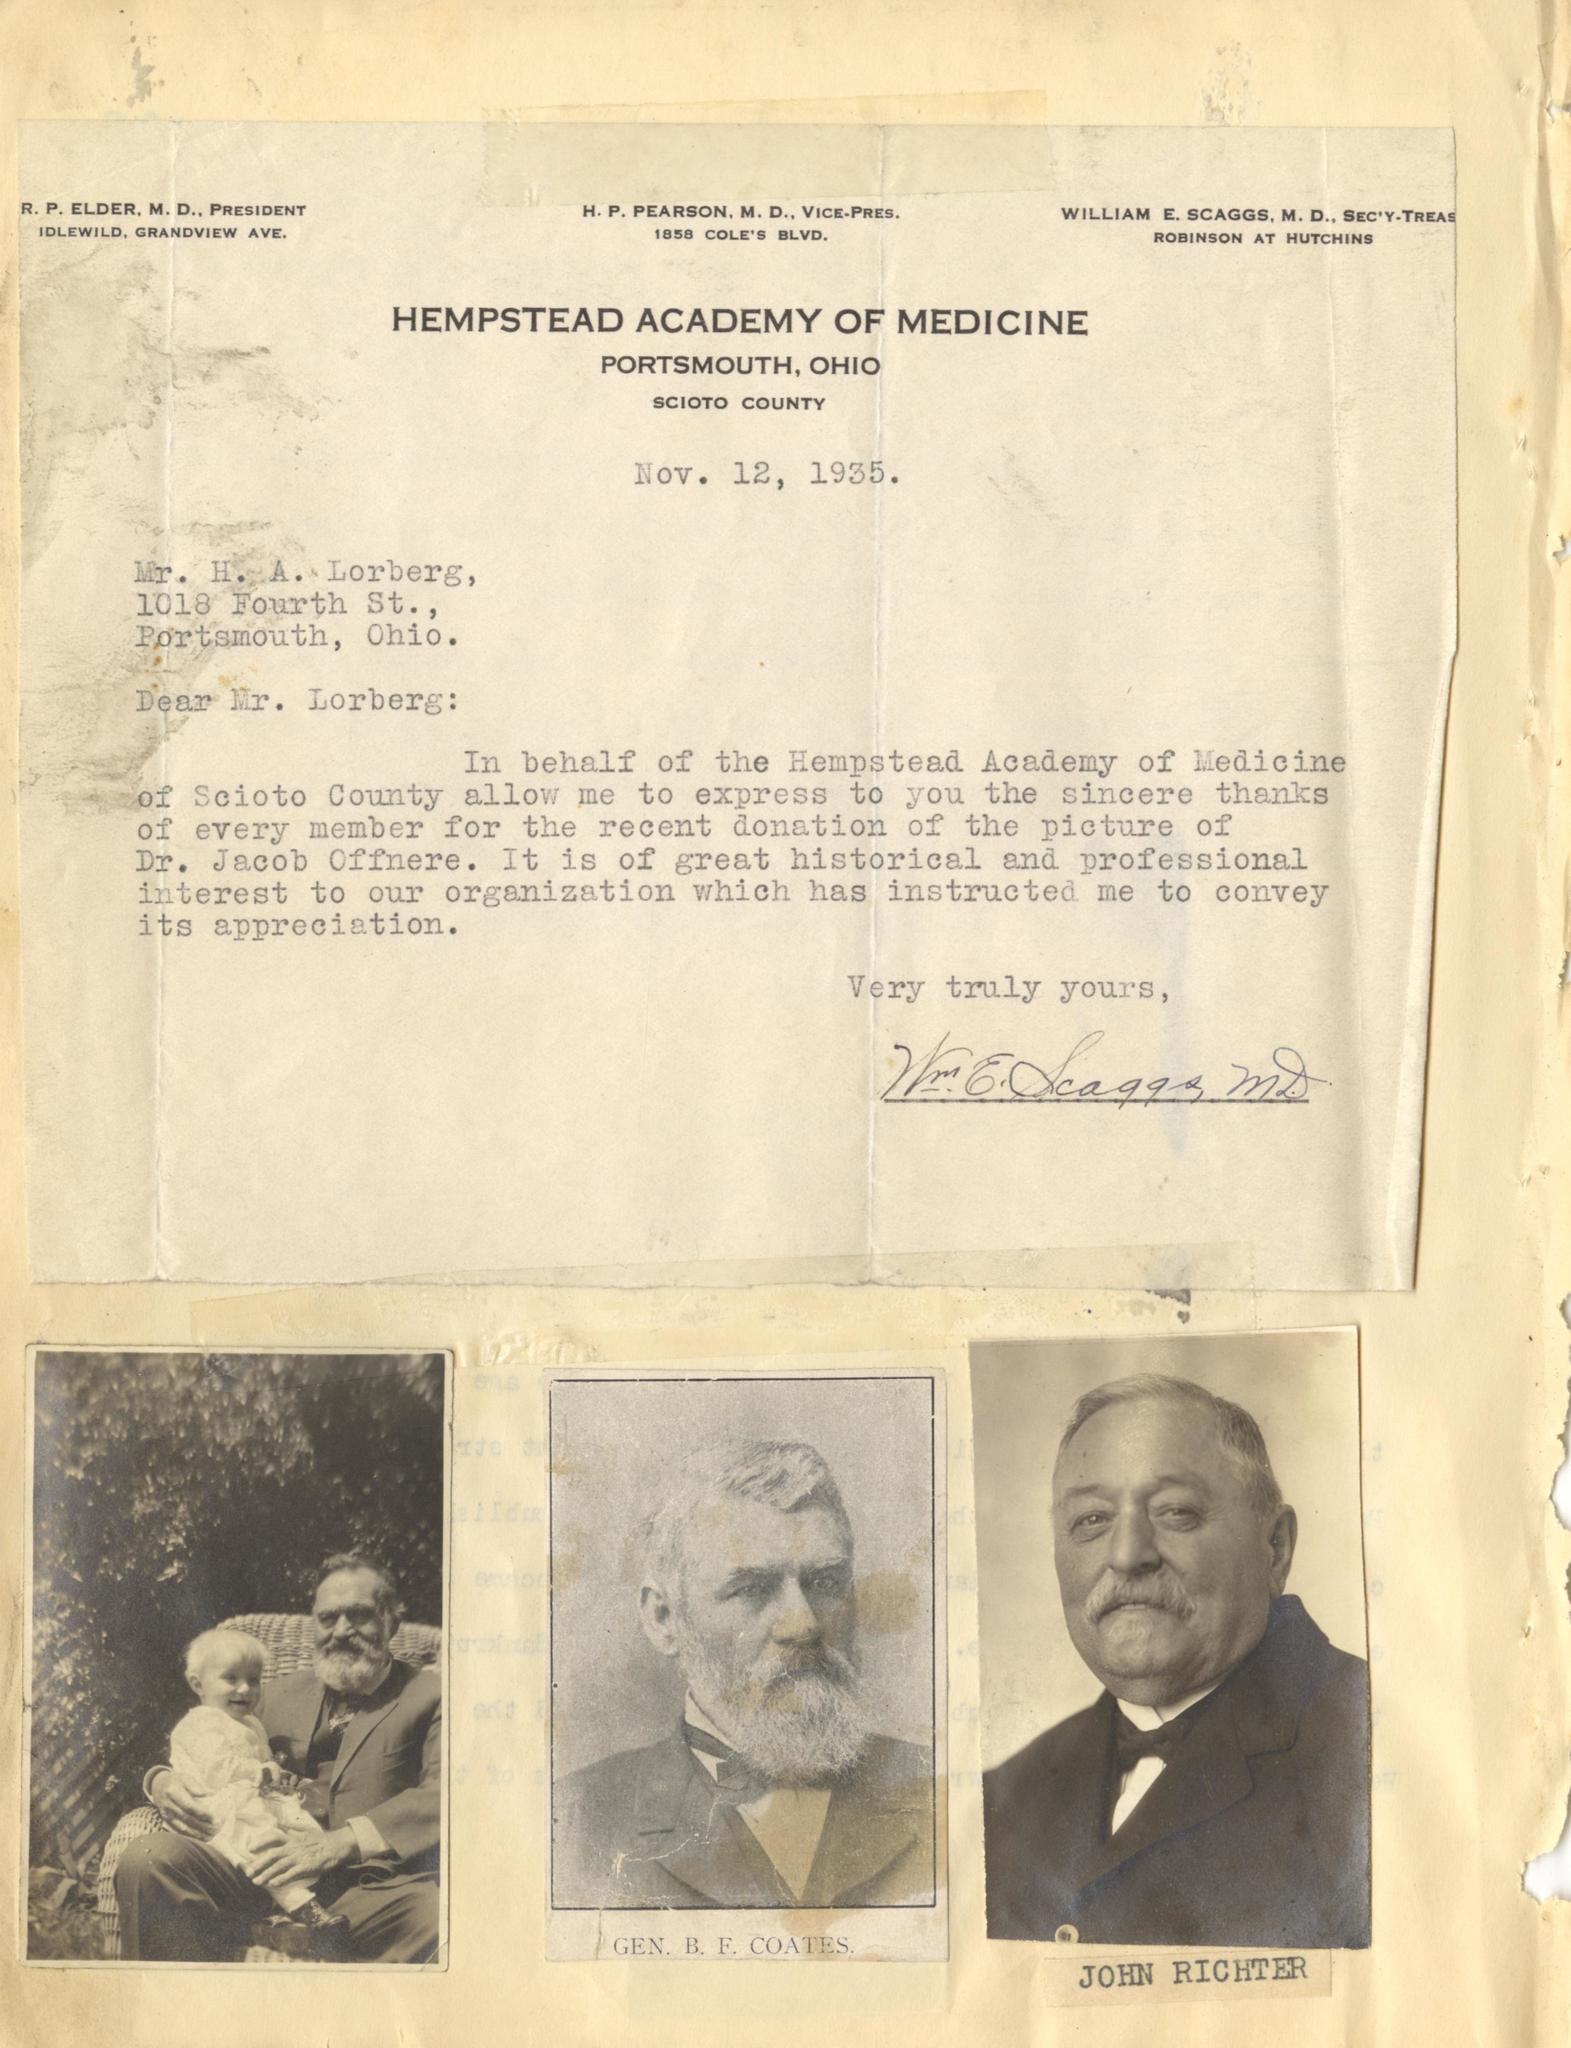 R. P. ELDER, M. D., PRESIDENT
IDLEWILD, GRANDVIEW AVE.
H. P. PEARSON, M. D., VICE-PRES.
1858 COLE'S BLVD.
WILLIAM E. SCAGGS, M. D., SEC'Y-TREAS
ROBINSON AT HUTCHINS
HEMPSTEAD ACADEMY OF MEDICINE
PORTSMOUTH, OHIO
SCIOTO COUNTY
Nov. 12, 1935.
Mr. H. A. Lorberg,
1018 Fourth St.,
Portsmouth, Ohio.
Dear Mr. Lorberg:
In behalf of the Hempstead Academy of Medicine
of Scioto County allow me to express to you the sincere thanks
of every member for the recent donation of the picture of
Dr. Jacob Offnere. It is of great historical and professional
interest to our organization which has instructed me to convey
its appreciation.
Very truly yours,
Wm. E. Scaggs, M.D.
GEN. B. F. COATES.
JOHN RICHTER